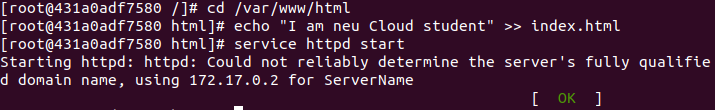 [root@431a0adf7580 /]# cd /var/www/html
[root@431a0adf7580 html]# echo "I am neu Cloud student" >> index.html
[root@431a0adf7580 html]# service httpd start
Starting httpd: httpd: Could not reliably determine the server's fully qualifie
d domain name, using 172.17.0.2 for ServerName
[  OK  ]